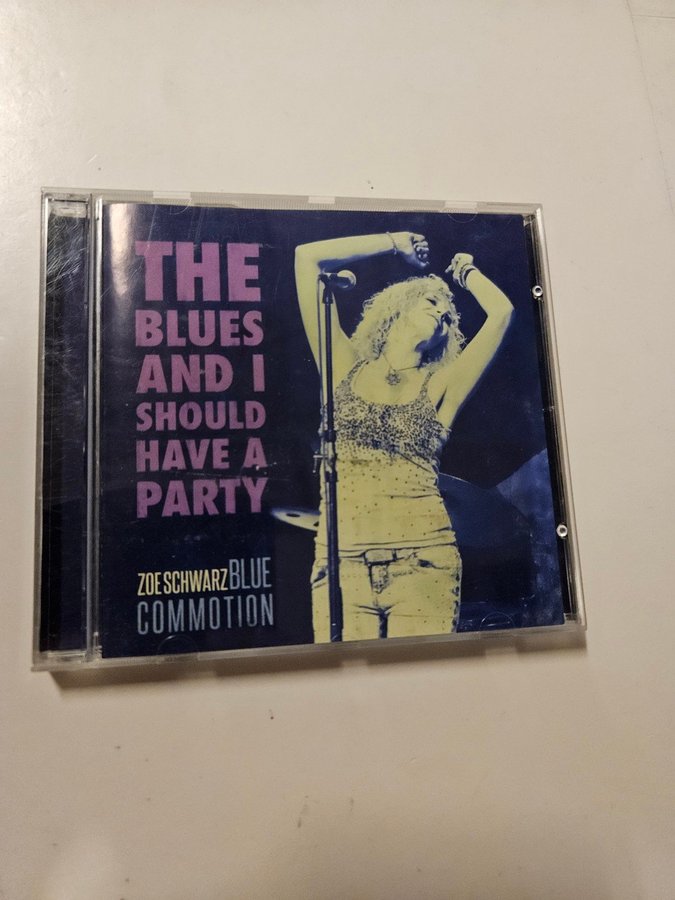 THE
BLUES
AND I
SHOULD
HAVE A
PARTY
ZOE SCHWARZ BLUE
COMMOTION